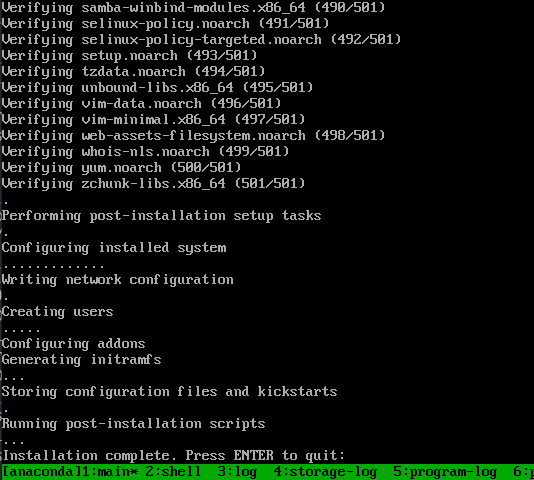 Verifying samba-winbind-modules.x86_64 (490/501)
Verifying selinux-policy.noarch (491/501)
Verifying selinux-policy-targeted.noarch (492/501)
Verifying setup.noarch (493/501)
Verifying tzdata.noarch (494/501)
Verifying unbound-libs.x86_64 (495/501)
Verifying vim-data.noarch (496/501)
Verifying vim-minimal.x86_64 (497/501)
Verifying web-assets-filesystem.noarch (498/501)
Verifying whois-nls.noarch (499/501)
Verifying yum.noarch (500/501)
Verifying zchunk-libs.x86_64 (501/501)
.
Performing post-installation setup tasks
.
Configuring installed system
.............
Writing network configuration
.
Creating users
.....
Configuring addons
Generating initramfs
...
Storing configuration files and kickstarts
.
Running post-installation scripts
...
Installation complete. Press ENTER to quit:
[anaconda]1:main* 2:shell  3:log  4:storage-log  5:program-log  6:p